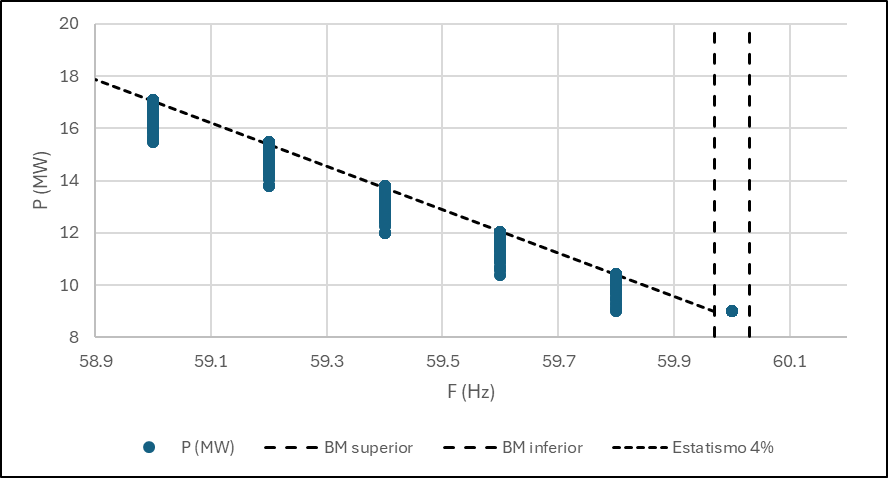 20
18
16
14
12
10
8
P (MW)
58.9 59.1 59.3 59.5 59.7 59.9 60.1
F (Hz)
P (MW) BM superior BM inferior Estatismo 4%